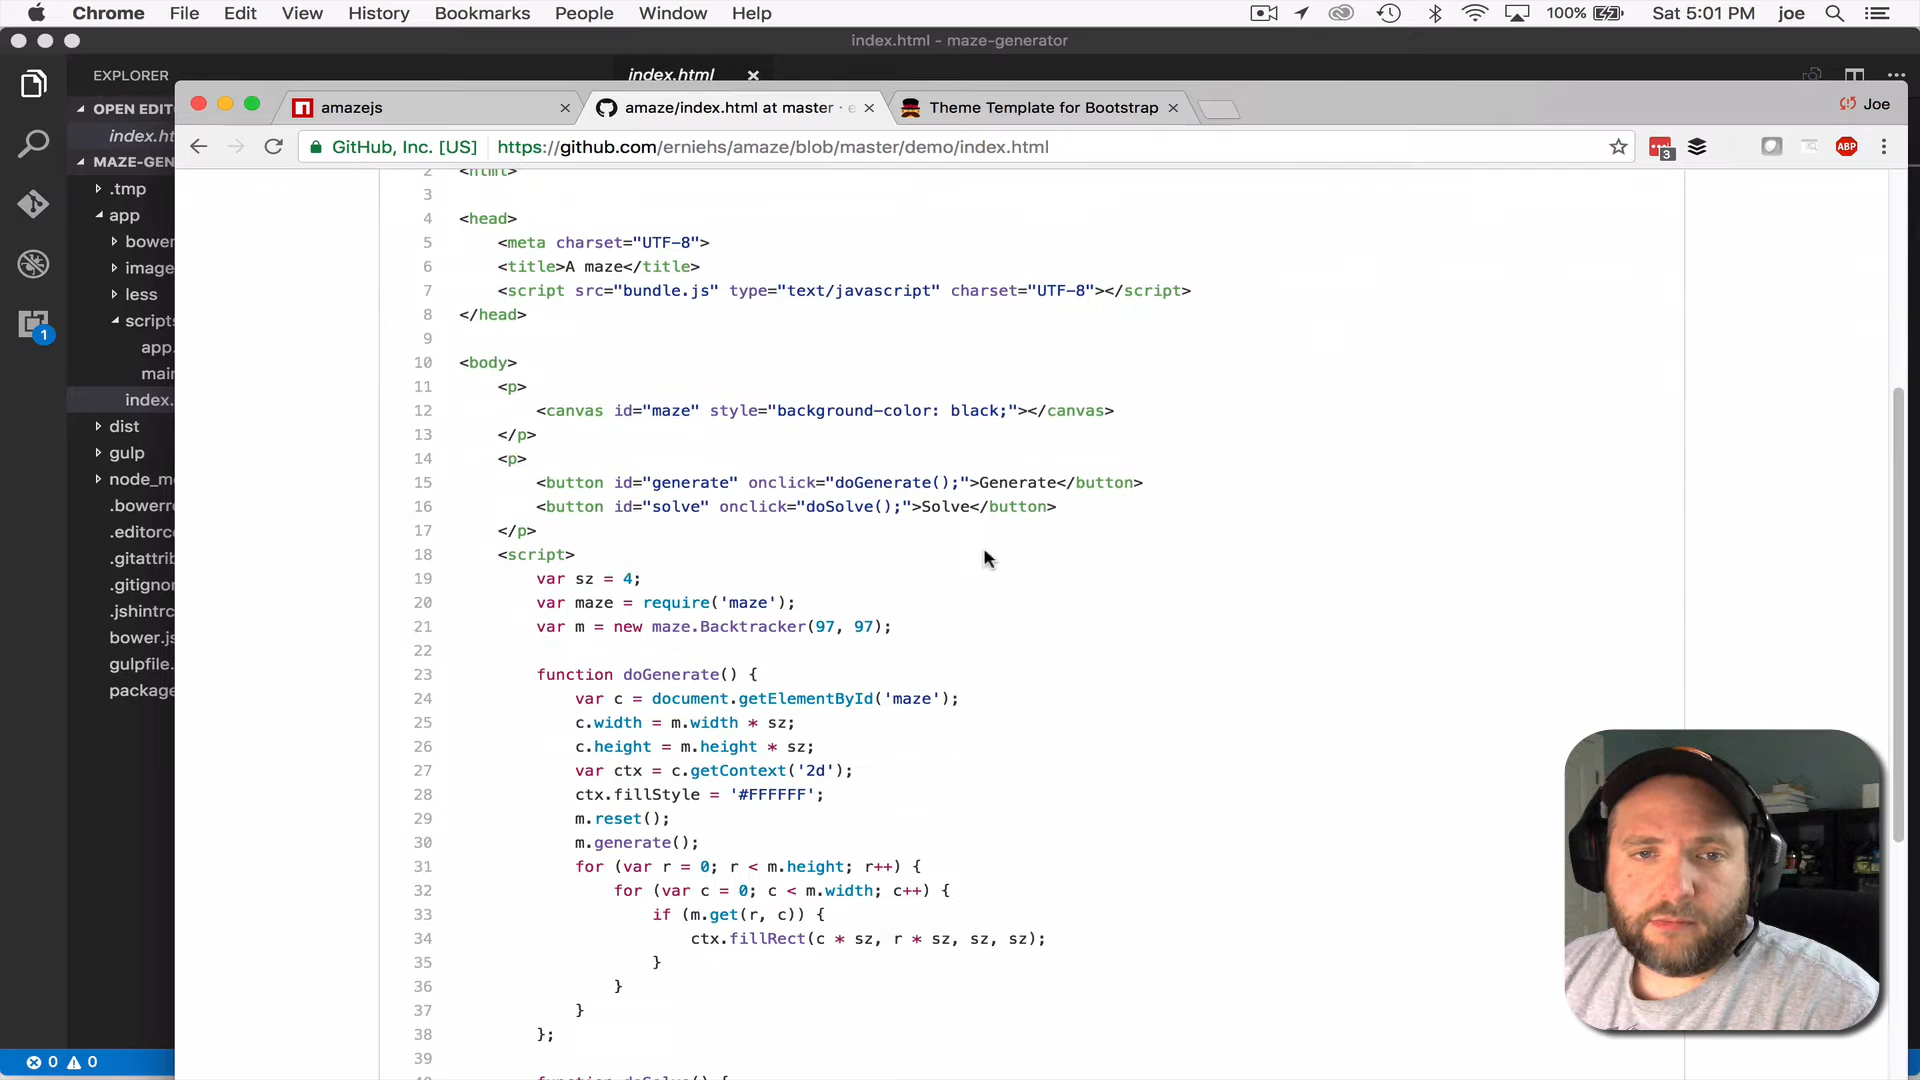 Chrome File Edit View History Bookmarks People Window Help 100% Sat 5:01 PM joe
index.html - maze-generator
EXPLORER index.html
OPEN EDIT
index.ht
MAZE-GEN
.tmp
app
bower
image
less
scripts
app.
mair
index.
dist
gulp
node_m
.bowerrc
.editorcc
.gitattrib
.gitignor
.jshintrc
bower.js
gulpfile.
package
1
0 0
amazejs
amaze/index.html at master · e
Theme Template for Bootstrap
Joe
GitHub, Inc. [US] https://github.com/erniehs/amaze/blob/master/demo/index.html 3 ABP
2 <html>
3
4 <head>
5 <meta charset="UTF-8">
6 <title>A maze</title>
7 <script src="bundle.js" type="text/javascript" charset="UTF-8"></script>
8 </head>
9
10 <body>
11 <p>
12 <canvas id="maze" style="background-color: black;"></canvas>
13 </p>
14 <p>
15 <button id="generate" onclick="doGenerate();">Generate</button>
16 <button id="solve" onclick="doSolve();">Solve</button>
17 </p>
18 <script>
19 var sz = 4;
20 var maze = require('maze');
21 var m = new maze.Backtracker(97, 97);
22
23 function doGenerate() {
24 var c = document.getElementById('maze');
25 c.width = m.width * sz;
26 c.height = m.height * sz;
27 var ctx = c.getContext('2d');
28 ctx.fillStyle = '#FFFFFF';
29 m.reset();
30 m.generate();
31 for (var r = 0; r < m.height; r++) {
32 for (var c = 0; c < m.width; c++) {
33 if (m.get(r, c)) {
34 ctx.fillRect(c * sz, r * sz, sz, sz);
35 }
36 }
37 }
38 };
39